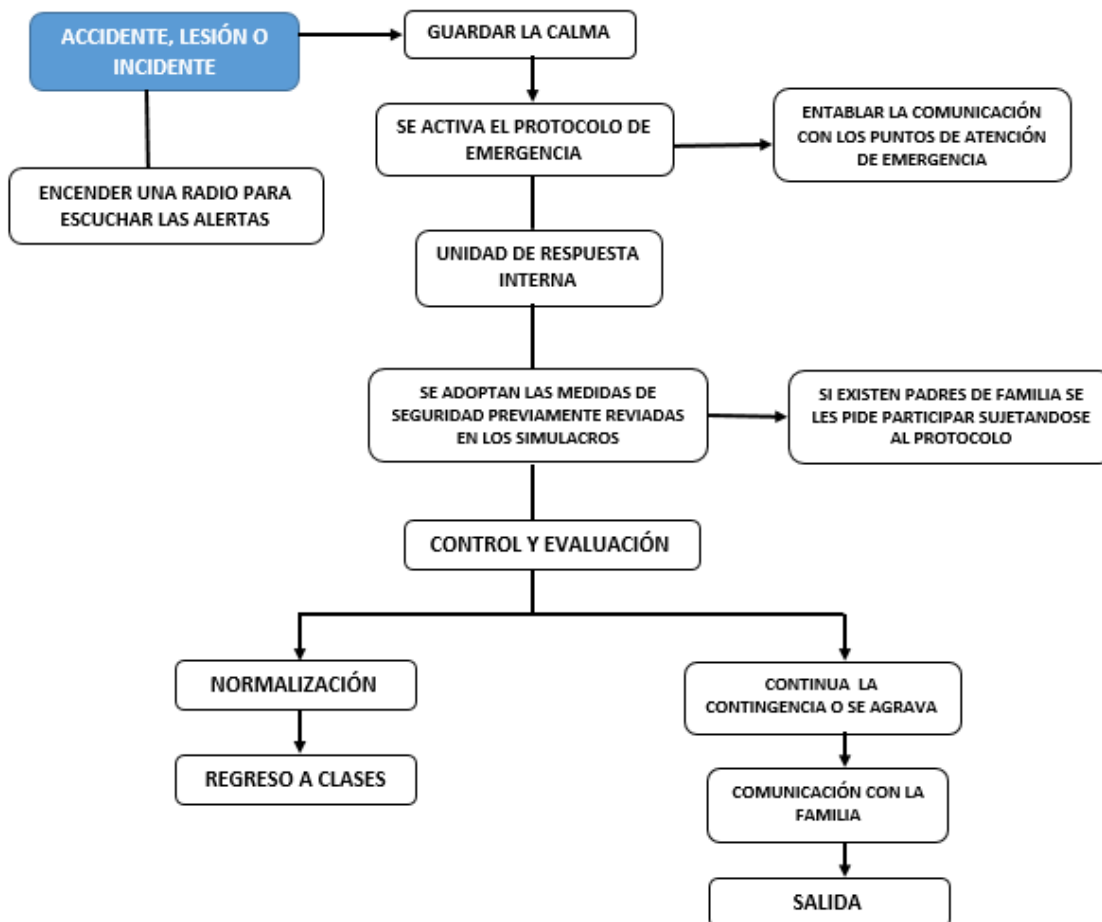 ACCIDENTE, LESIÓN O
INCIDENTE
GUARDAR LA CALMA
SE ACTIVA EL PROTOCOLO DE
EMERGENCIA
ENTABLAR LA COMUNICACIÓN
CON LOS PUNTOS DE ATENCIÓN
DE EMERGENCIA
ENCENDER UNA RADIO PARA
ESCUCHAR LAS ALERTAS
UNIDAD DE RESPUESTA
INTERNA
SE ADOPTAN LAS MEDIDAS DE
SEGURIDAD PREVIAMENTE REVIADAS
EN LOS SIMULACROS
SI EXISTEN PADRES DE FAMILIA SE
LES PIDE PARTICIPAR SUJETANDOSE
AL PROTOCOLO
CONTROL Y EVALUACIÓN
NORMALIZACIÓN
REGRESO A CLASES
CONTINUA LA
CONTINGENCIA O SE AGRAVA
COMUNICACIÓN CON LA
FAMILIA
SALIDA